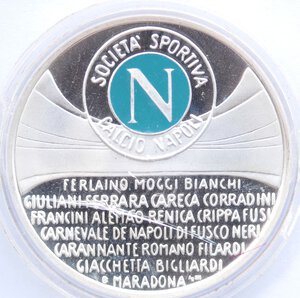 SOCIETA' SPORTIVA
N
CALCIO NAPOLI
FERLAINO MOGGI BIANCHI
GIULIANI FERRARA CARECA CORRADINI
FRANCINI ALEMAO RENICA CRIPPA FUSI
CARNEVALE DE NAPOLI DI FUSCO NERI
CARANNANTE ROMANO FILARDI
GIACCHETTA BIGLIARDI
MARADONA